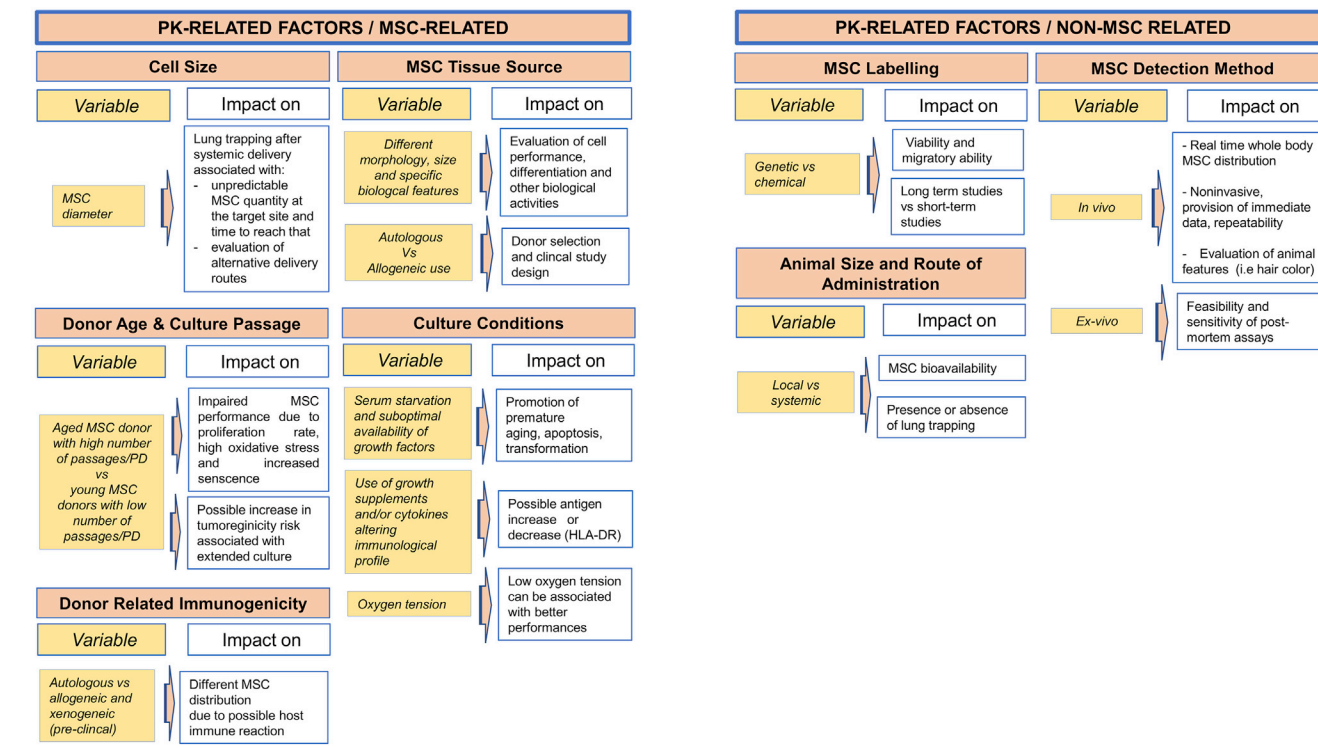 PK-RELATED FACTORS / MSC-RELATED
Cell Size
Variable
Impact on
MSC
diameter
Lung trapping after
systemic delivery
associated with:
- unpredictable
MSC quantity at
the target site and
time to reach that
- evaluation of
alternative delivery
routes
MSC Tissue Source
Variable
Impact on
Different
morphology, size
and specific
biologcal features
Evaluation of cell
performance,
differentiation and
other biological
activities
Autologous
Vs
Allogeneic use
Donor selection
and clincal study
design
Donor Age & Culture Passage
Variable
Impact on
Aged MSC donor
with high number
of passages/PD
vs
young MSC
donors with low
number of
passages/PD
Impaired MSC
performance due to
proliferation rate,
high oxidative stress
and increased
senscence
Possible increase in
tumoreginicity risk
associated with
extended culture
Culture Conditions
Variable
Impact on
Serum starvation
and suboptimal
availability of
growth factors
Promotion of
premature
aging, apoptosis,
transformation
Use of growth
supplements
and/or cytokines
altering
immunological
profile
Possible antigen
increase or
decrease (HLA-DR)
Oxygen tension
Low oxygen tension
can be associated
with better
performances
Donor Related Immunogenicity
Variable
Impact on
Autologous vs
allogeneic and
xenogeneic
(pre-clincal)
Different MSC
distribution
due to possible host
immune reaction
PK-RELATED FACTORS / NON-MSC RELATED
MSC Labelling
Variable
Impact on
Genetic vs
chemical
Viability and
migratory ability
Long term studies
vs short-term
studies
Animal Size and Route of
Administration
Variable
Impact on
Local vs
systemic
MSC bioavailability
Presence or absence
of lung trapping
MSC Detection Method
Variable
Impact on
In vivo
- Real time whole body
MSC distribution
- Noninvasive,
provision of immediate
data, repeatability
- Evaluation of animal
features (i.e hair color)
Ex-vivo
Feasibility and
sensitivity of post-
mortem assays